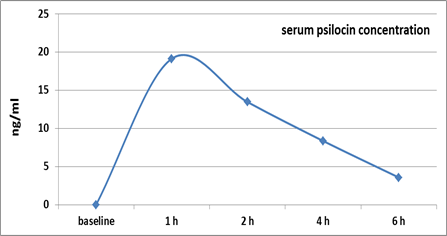 serum psilocin concentration
25
20
15
10
5
0
ng/ml
baseline 1 h 2 h 4 h 6 h